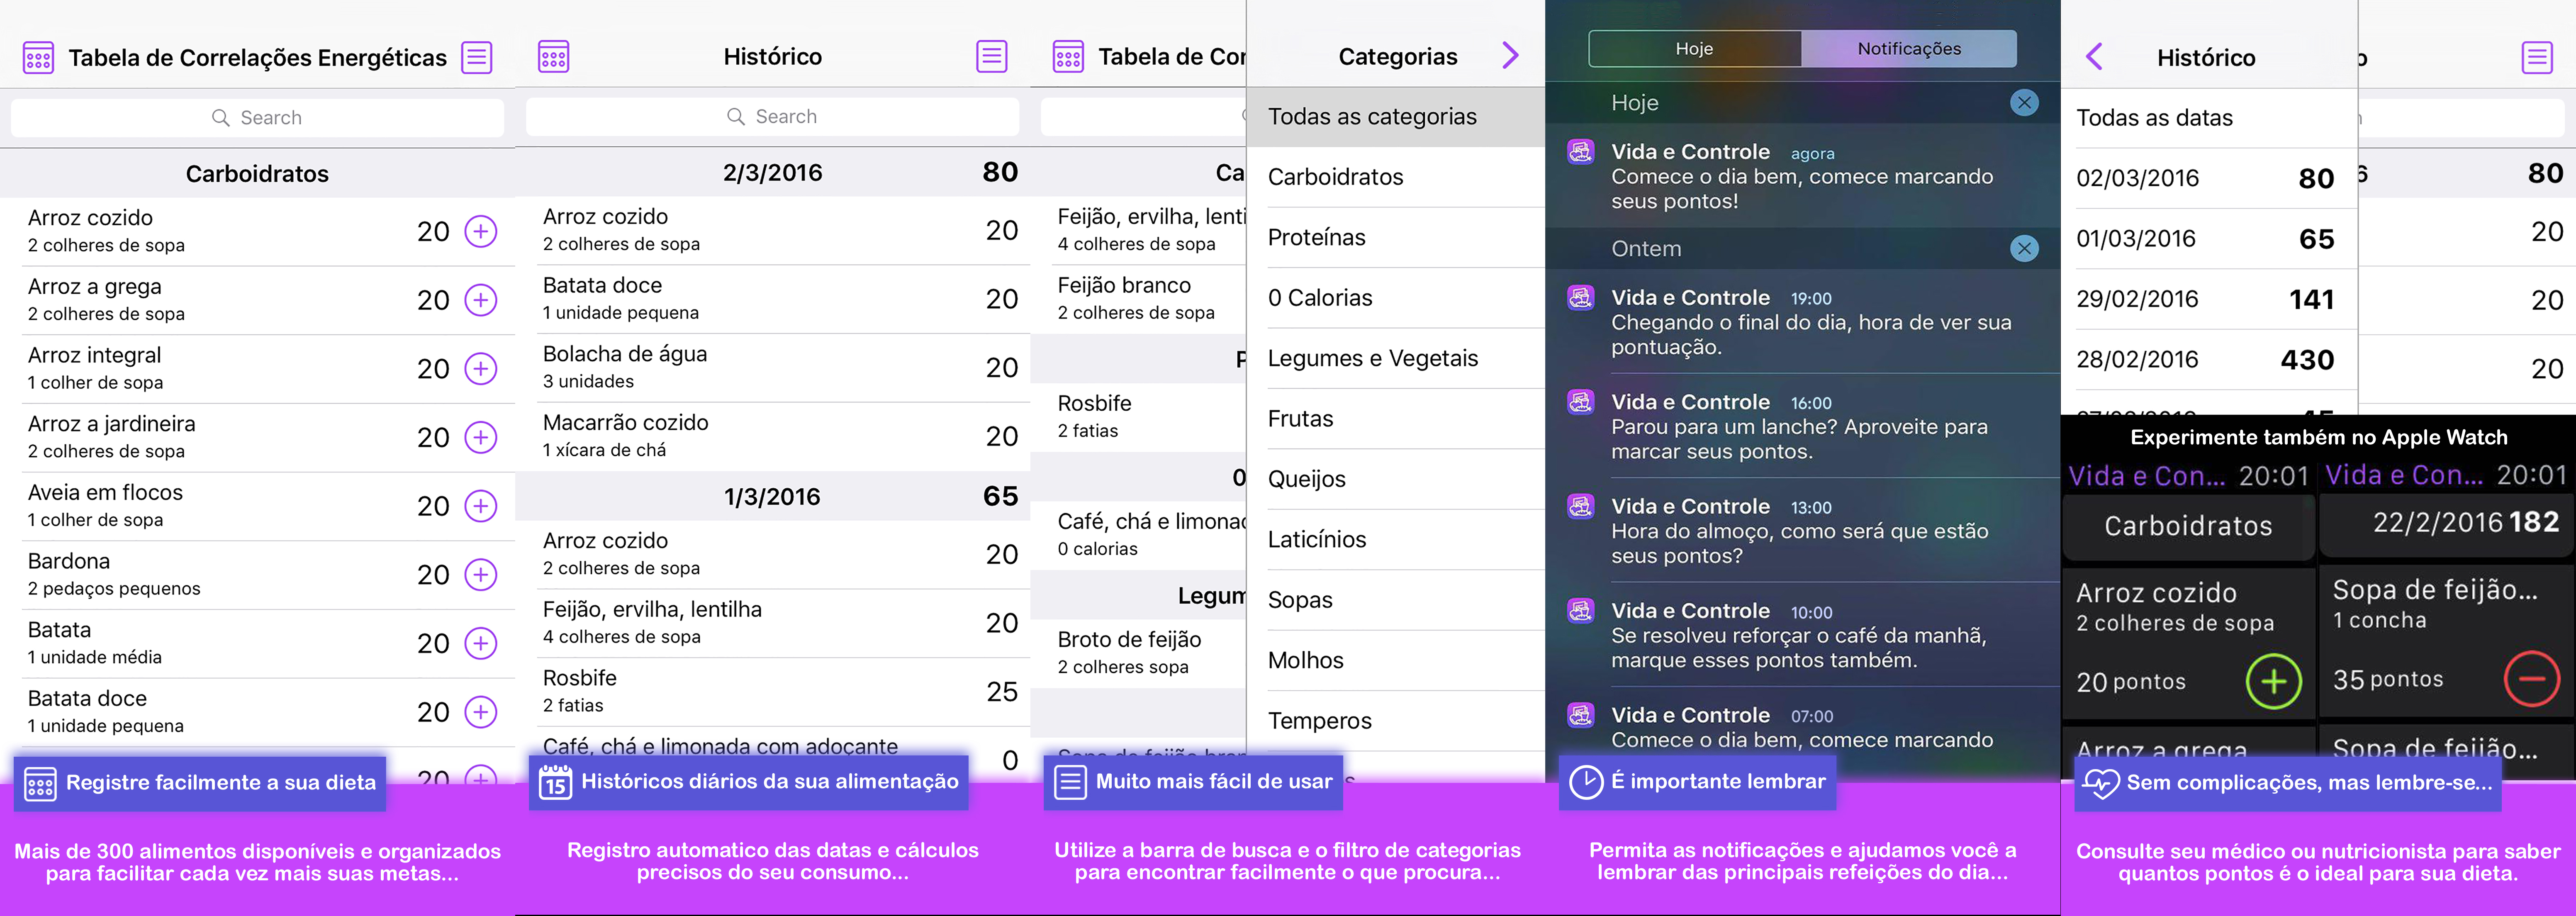 Tabela de Correlações Energéticas
Search
Carboidratos
Arroz cozido
2 colheres de sopa
20
Arroz a grega
2 colheres de sopa
20
Arroz integral
1 colher de sopa
20
Arroz a jardineira
2 colheres de sopa
20
Aveia em flocos
1 colher de sopa
20
Bardona
2 pedaços pequenos
20
Batata
1 unidade média
20
Batata doce
1 unidade pequena
20
20
Registre facilmente a sua dieta
Mais de 300 alimentos disponíveis e organizados
para facilitar cada vez mais suas metas...
Histórico
Search
2/3/2016 80
Arroz cozido
2 colheres de sopa
20
Batata doce
1 unidade pequena
20
Bolacha de água
3 unidades
20
Macarrão cozido
1 xícara de chá
20
1/3/2016 65
Arroz cozido
2 colheres de sopa
20
Feijão, ervilha, lentilha
4 colheres de sopa
20
Rosbife
2 fatias
25
Café, chá e limonada com adoçante
0
15
Históricos diários da sua alimentação
Registro automatico das datas e cálculos
precisos do seu consumo...
Tabela de Cor
Ca
Feijão, ervilha, lenti
4 colheres de sopa
Feijão branco
2 colheres de sopa
P
Rosbife
2 fatias
0
Café, chá e limonad
0 calorias
Legum
Broto de feijão
2 colheres sopa
Categorias
Todas as categorias
Carboidratos
Proteínas
0 Calorias
Legumes e Vegetais
Frutas
Queijos
Laticínios
Sopas
Molhos
Temperos
Muito mais fácil de usar
Utilize a barra de busca e o filtro de categorias
para encontrar facilmente o que procura...
Hoje Notificações
Hoje
Vida e Controle agora
Comece o dia bem, comece marcando
seus pontos!
Ontem
Vida e Controle 19:00
Chegando o final do dia, hora de ver sua
pontuação.
Vida e Controle 16:00
Parou para um lanche? Aproveite para
marcar seus pontos.
Vida e Controle 13:00
Hora do almoço, como será que estão
seus pontos?
Vida e Controle 10:00
Se resolveu reforçar o café da manhã,
marque esses pontos também.
Vida e Controle 07:00
Comece o dia bem, comece marcando
É importante lembrar
Permita as notificações e ajudamos você a
lembrar das principais refeições do dia...
Histórico
Todas as datas
02/03/2016 80
01/03/2016 65
29/02/2016 141
28/02/2016 430
o
6 80
20
20
20
Experimente também no Apple Watch
Vida e Con... 20:01
Carboidratos
Arroz cozido
2 colheres de sopa
20 pontos
Arroz a grega
Vida e Con... 20:01
22/2/2016 182
Sopa de feijão...
1 concha
35 pontos
Sopa de feijão...
Sem complicações, mas lembre-se...
Consulte seu médico ou nutricionista para saber
quantos pontos é o ideal para sua dieta.